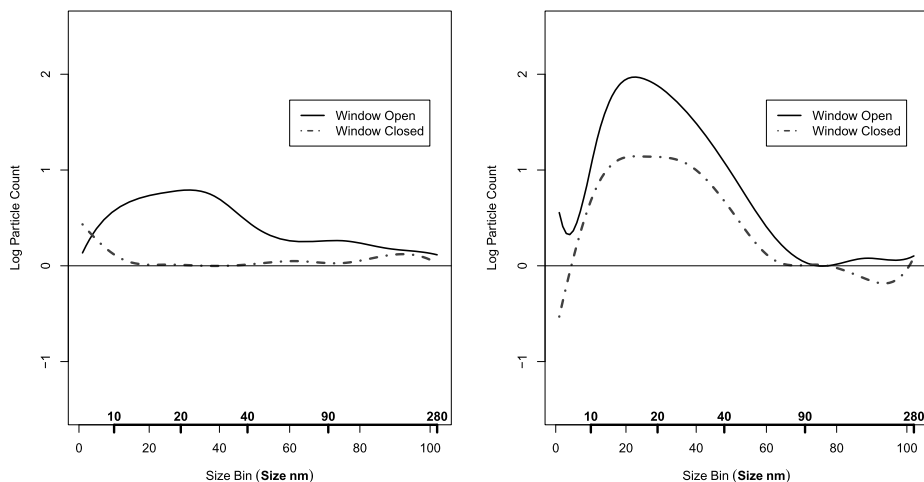 Log Particle Count
2
1
0
−1
Window Open
Window Closed
10 20 40 90 280
0 20 40 60 80 100
Size Bin (Size nm)
Log Particle Count
2
1
0
−1
Window Open
Window Closed
10 20 40 90 280
0 20 40 60 80 100
Size Bin (Size nm)